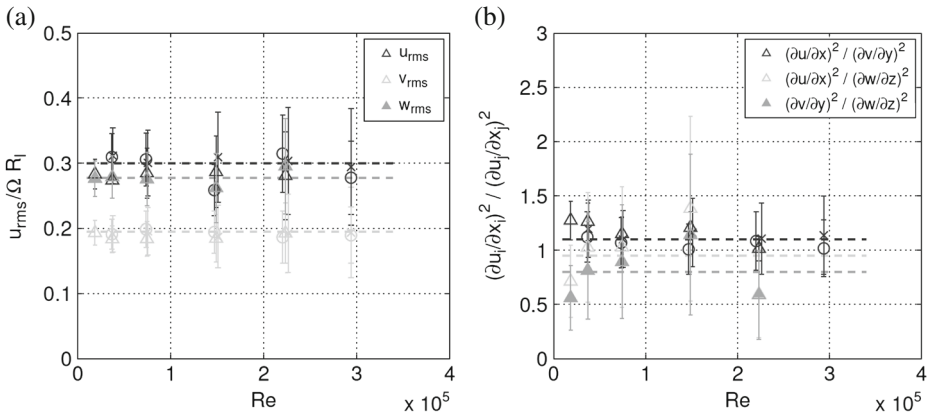 (a)
0.5
0.4
0.3
0.2
0.1
0
u_rms/Ω R_I
0 1 2 3 4
Re x 10^5
u_rms
v_rms
w_rms
(b)
3
2.5
2
1.5
1
0.5
0
(∂u_i/∂x_i)^2 / (∂u_j/∂x_j)^2
0 1 2 3 4
Re x 10^5
(∂u/∂x)^2 / (∂v/∂y)^2
(∂u/∂x)^2 / (∂w/∂z)^2
(∂v/∂y)^2 / (∂w/∂z)^2